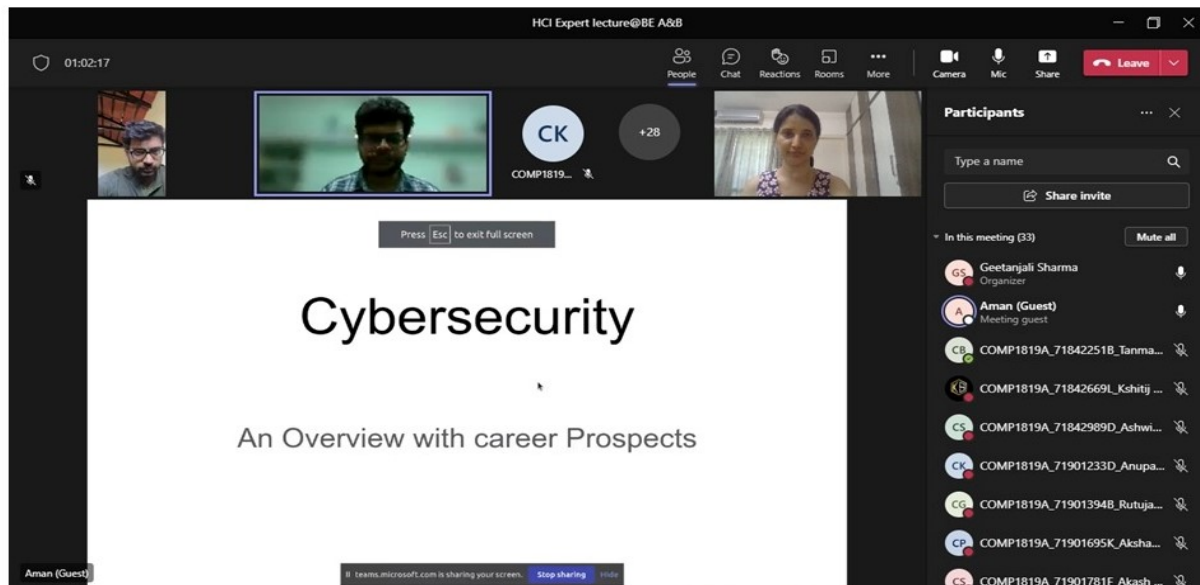 HCI Expert lecture@BE A&B
01:02:17
People
Chat
Reactions
Rooms
More
Camera
Mic
Share
Leave
CK
COMP1819...
+28
Press Esc to exit full screen
Cybersecurity
An Overview with career Prospects
Aman (Guest)
teams.microsoft.com is sharing your screen. Stop sharing Hide
Participants
Type a name
Share invite
In this meeting (33)
Mute all
GS
Geetanjali Sharma
Organizer
A
Aman (Guest)
Meeting guest
CB
COMP1819A_71842251B_Tanma...
COMP1819A_71842669L_Kshitij ...
CS
COMP1819A_71842989D_Ashwi...
CK
COMP1819A_71901233D_Anupa...
CG
COMP1819A_71901394B_Rutuja...
CP
COMP1819A_71901695K_Aksha...
CS
COMP1819A_71901781F_Akash...